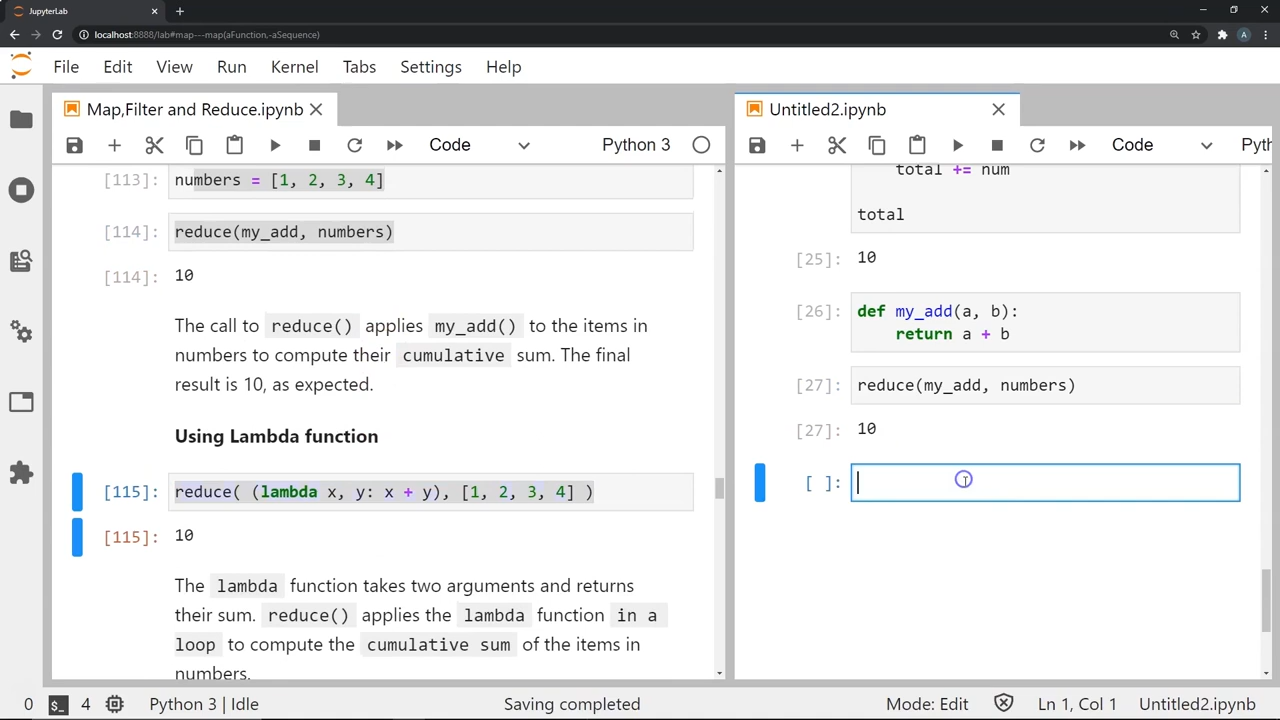 JupyterLab
localhost:8888/lab#map---map(aFunction,-aSequence)
A
File Edit View Run Kernel Tabs Settings Help
Map,Filter and Reduce.ipynb
Code
Python 3
[113]: numbers = [1, 2, 3, 4]
[114]: reduce(my_add, numbers)
[114]: 10
The call to reduce() applies my_add() to the items in
numbers to compute their cumulative sum. The final
result is 10, as expected.
Using Lambda function
[115]: reduce( (lambda x, y: x + y), [1, 2, 3, 4] )
[115]: 10
The lambda function takes two arguments and returns
their sum. reduce() applies the lambda function in a
loop to compute the cumulative sum of the items in
numbers.
Untitled2.ipynb
Code
Pyth
total += num
total
[25]: 10
[26]: def my_add(a, b):
return a + b
[27]: reduce(my_add, numbers)
[27]: 10
[ ]:
0 $_ 4 Python 3 | Idle
Saving completed
Mode: Edit Ln 1, Col 1 Untitled2.ipynb